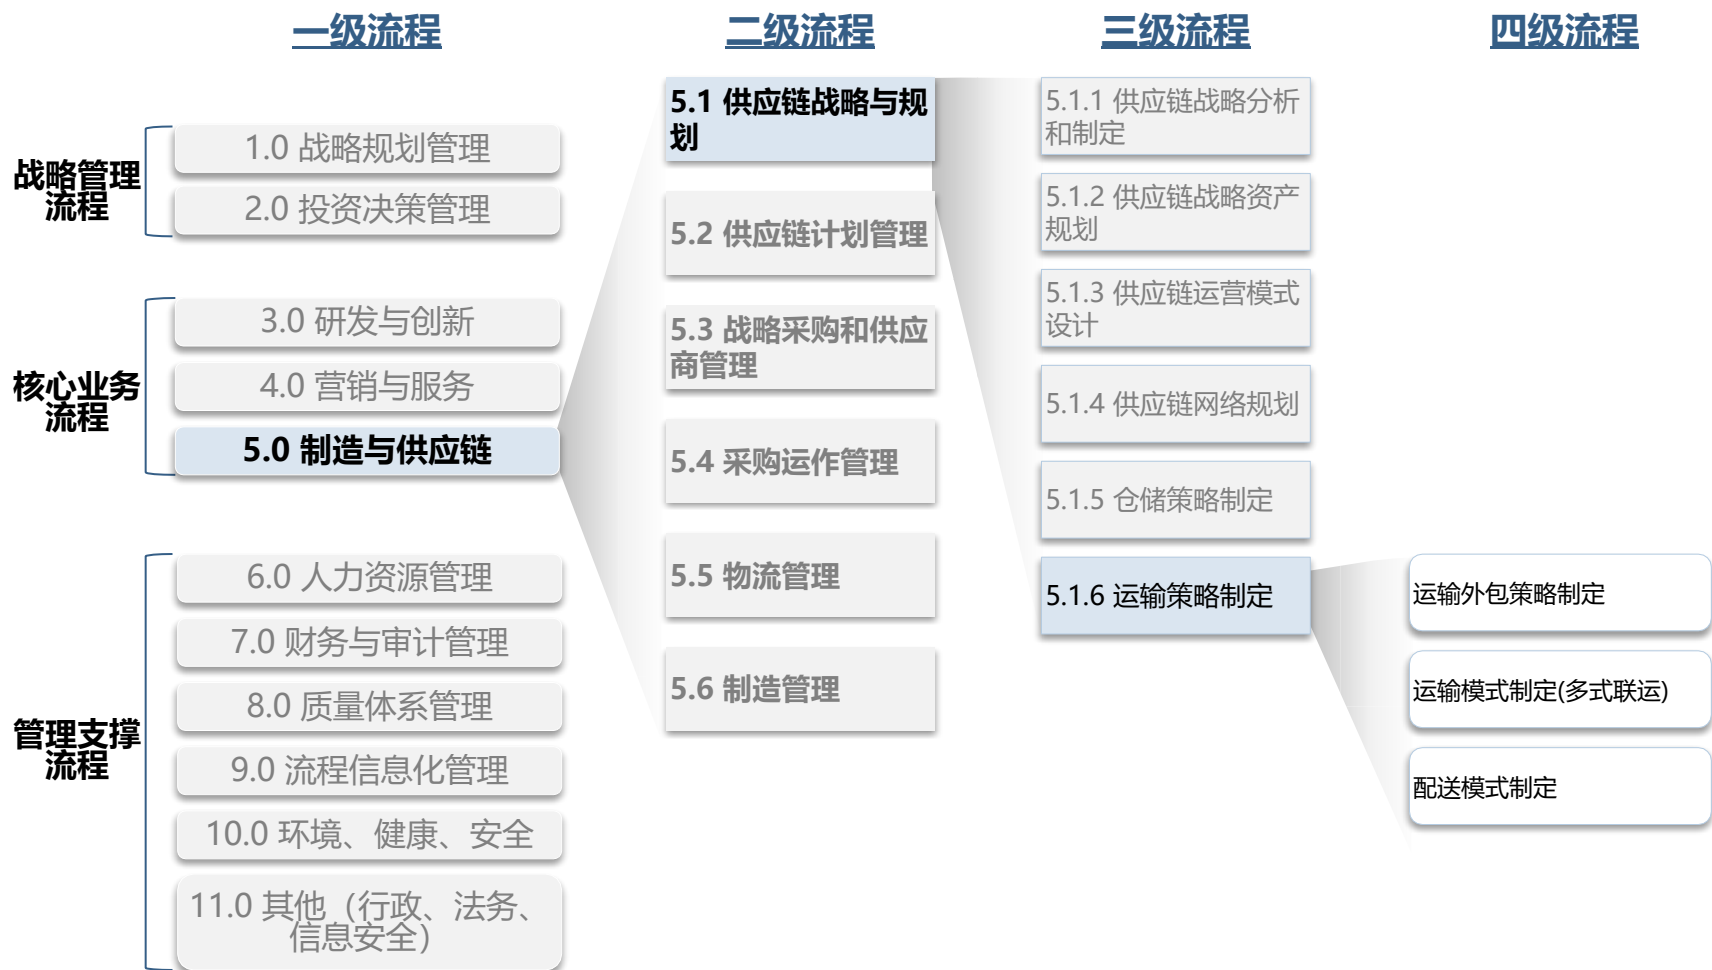 一级流程
二级流程
三级流程
四级流程
战略管理
流程
1.0 战略规划管理
2.0 投资决策管理
核心业务
流程
3.0 研发与创新
4.0 营销与服务
5.0 制造与供应链
管理支撑
流程
6.0 人力资源管理
7.0 财务与审计管理
8.0 质量体系管理
9.0 流程信息化管理
10.0 环境、健康、安全
11.0 其他（行政、法务、
信息安全）
5.1 供应链战略与规
划
5.2 供应链计划管理
5.3 战略采购和供应
商管理
5.4 采购运作管理
5.5 物流管理
5.6 制造管理
5.1.1 供应链战略分析
和制定
5.1.2 供应链战略资产
规划
5.1.3 供应链运营模式
设计
5.1.4 供应链网络规划
5.1.5 仓储策略制定
5.1.6 运输策略制定
运输外包策略制定
运输模式制定(多式联运)
配送模式制定